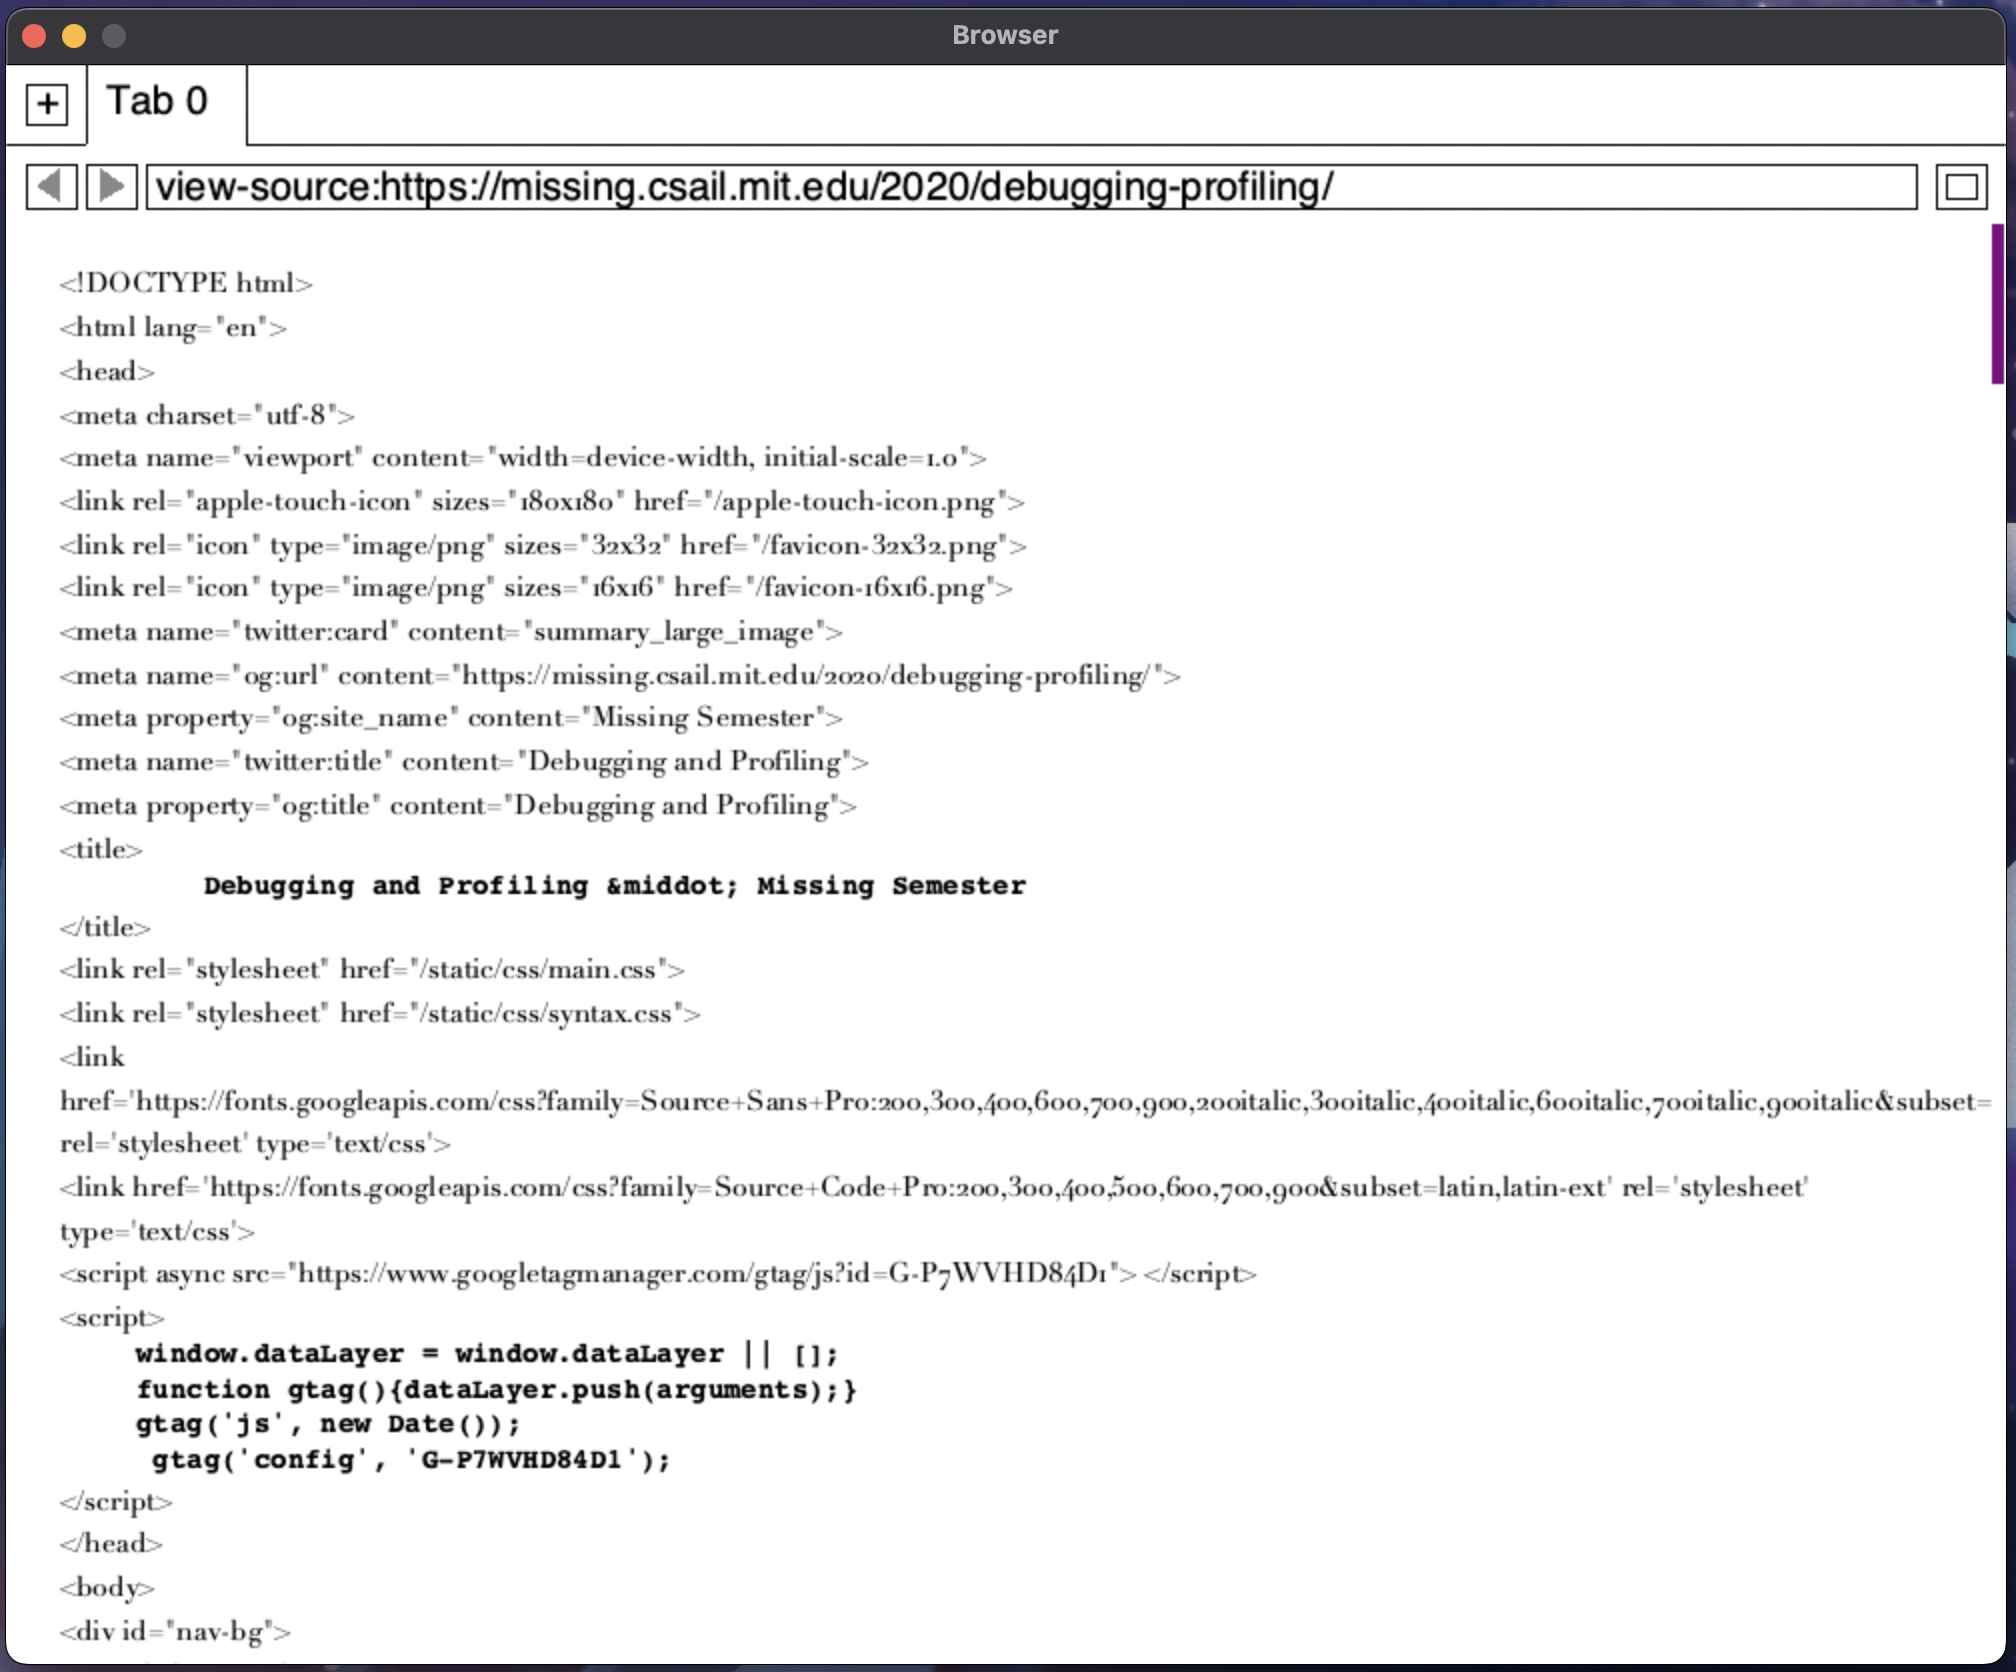 Browser
+ Tab 0
view-source:https://missing.csail.mit.edu/2020/debugging-profiling/
<!DOCTYPE html>
<html lang="en">
<head>
<meta charset="utf-8">
<meta name="viewport" content="width=device-width, initial-scale=1.0">
<link rel="apple-touch-icon" sizes="180x180" href="/apple-touch-icon.png">
<link rel="icon" type="image/png" sizes="32x32" href="/favicon-32x32.png">
<link rel="icon" type="image/png" sizes="16x16" href="/favicon-16x16.png">
<meta name="twitter:card" content="summary_large_image">
<meta name="og:url" content="https://missing.csail.mit.edu/2020/debugging-profiling/">
<meta property="og:site_name" content="Missing Semester">
<meta name="twitter:title" content="Debugging and Profiling">
<meta property="og:title" content="Debugging and Profiling">
<title>
Debugging and Profiling &middot; Missing Semester
</title>
<link rel="stylesheet" href="/static/css/main.css">
<link rel="stylesheet" href="/static/css/syntax.css">
<link
href='https://fonts.googleapis.com/css?family=Source+Sans+Pro:200,300,400,600,700,900,200italic,300italic,400italic,600italic,700italic,900italic&subset=
rel='stylesheet' type='text/css'>
<link href='https://fonts.googleapis.com/css?family=Source+Code+Pro:200,300,400,500,600,700,900&subset=latin,latin-ext' rel='stylesheet'
type='text/css'>
<script async src="https://www.googletagmanager.com/gtag/js?id=G-P7WVHD84D1"></script>
<script>
window.dataLayer = window.dataLayer || [];
function gtag(){dataLayer.push(arguments);}
gtag('js', new Date());
gtag('config', 'G-P7WVHD84D1');
</script>
</head>
<body>
<div id="nav-bg">